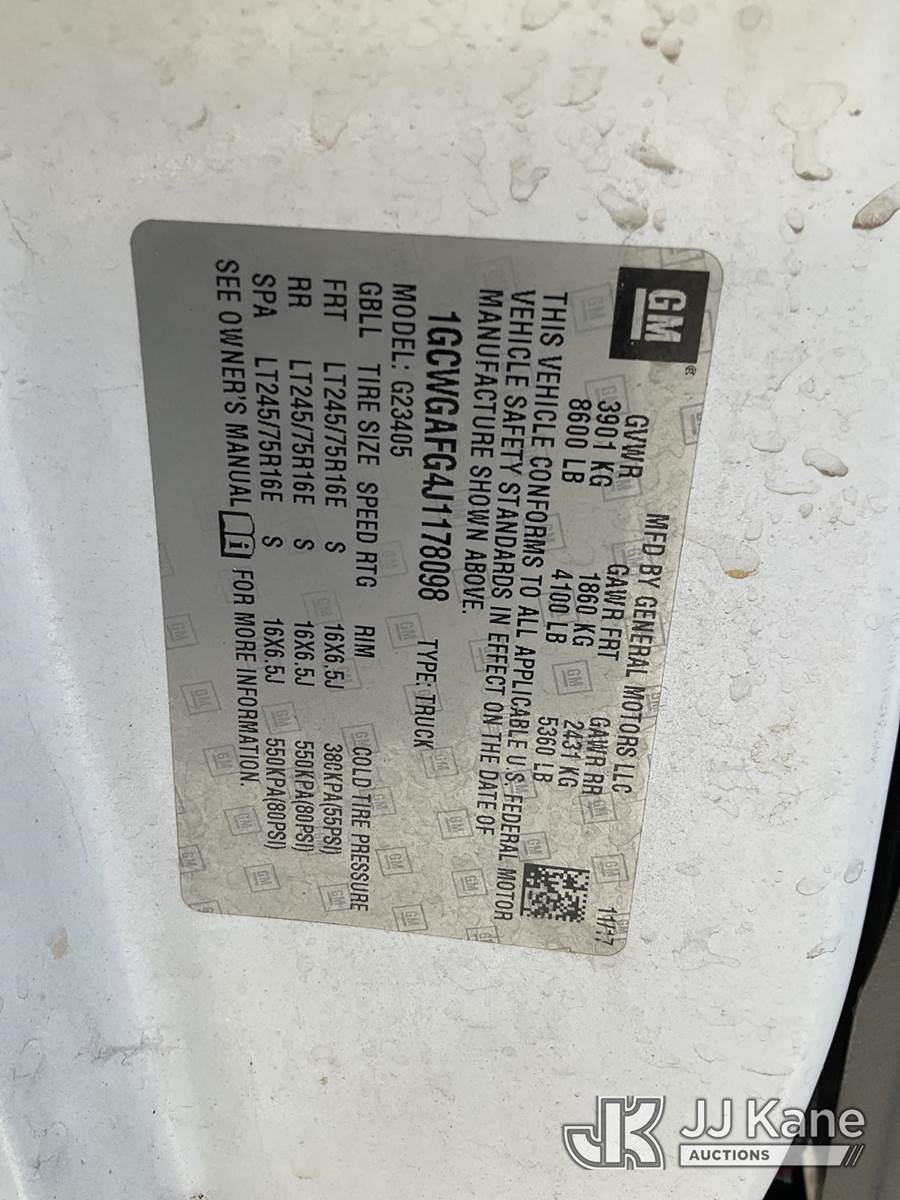 GM®
MFD BY GENERAL MOTORS LLC 11/17
GVWR GAWR FRT GAWR RR
3901 KG 1860 KG 2431 KG
8600 LB 4100 LB 5360 LB
THIS VEHICLE CONFORMS TO ALL APPLICABLE U.S. FEDERAL MOTOR
VEHICLE SAFETY STANDARDS IN EFFECT ON THE DATE OF
MANUFACTURE SHOWN ABOVE.
1GCWGAFG4J1178098 TYPE: TRUCK
MODEL: G23405
GBLL TIRE SIZE SPEED RTG RIM COLD TIRE PRESSURE
FRT LT245/75R16E S 16X6.5J 380KPA(55PSI)
RR LT245/75R16E S 16X6.5J 550KPA(80PSI)
SPA LT245/75R16E S 16X6.5J 550KPA(80PSI)
SEE OWNER'S MANUAL i FOR MORE INFORMATION.
JK JJ Kane
AUCTIONS